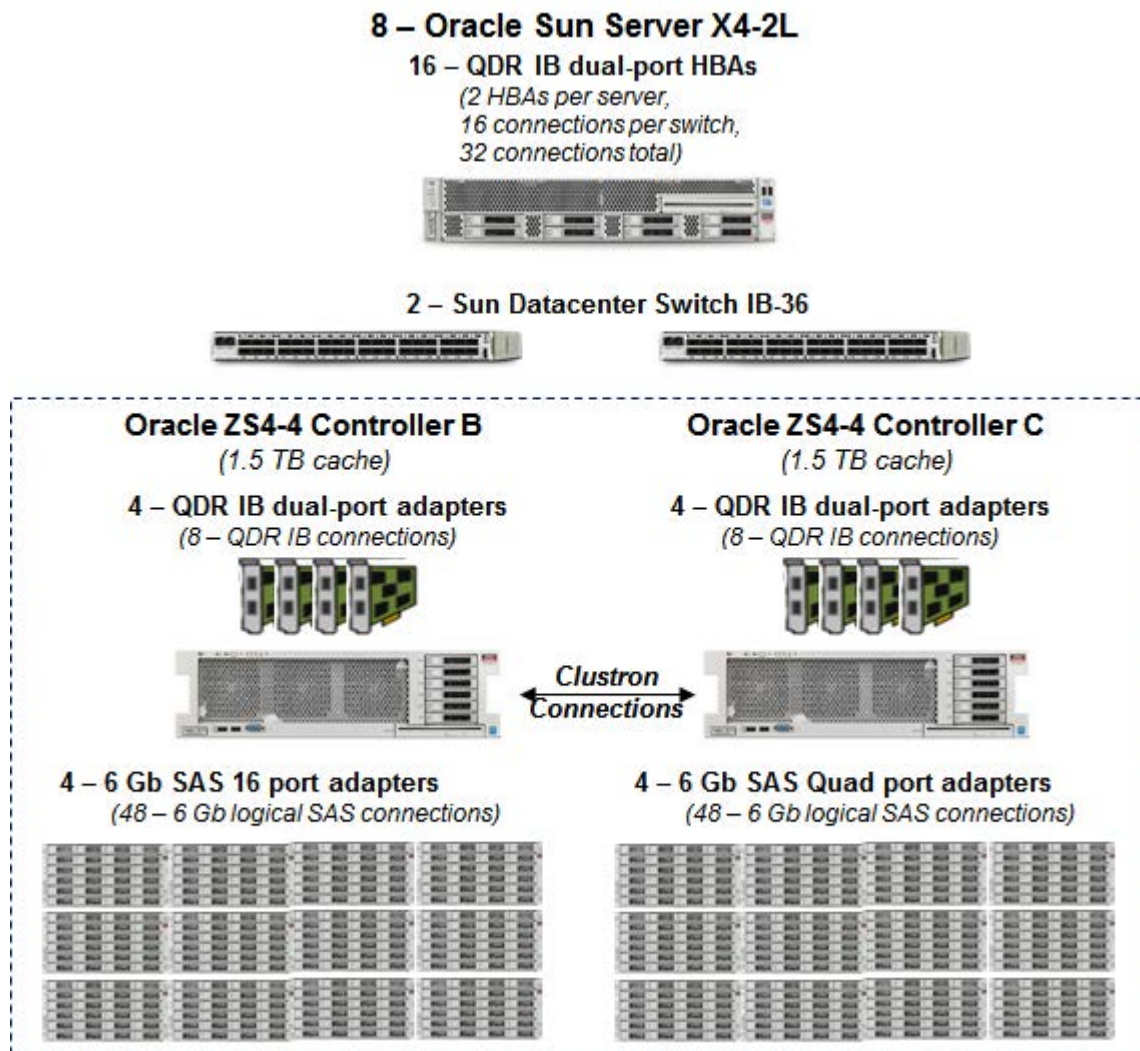 8 – Oracle Sun Server X4-2L
16 – QDR IB dual-port HBAs
(2 HBAs per server,
16 connections per switch,
32 connections total)
2 – Sun Datacenter Switch IB-36
Oracle ZS4-4 Controller B
(1.5 TB cache)
4 – QDR IB dual-port adapters
(8 – QDR IB connections)
Oracle ZS4-4 Controller C
(1.5 TB cache)
4 – QDR IB dual-port adapters
(8 – QDR IB connections)
Clustron
Connections
4 – 6 Gb SAS 16 port adapters
(48 – 6 Gb logical SAS connections)
4 – 6 Gb SAS Quad port adapters
(48 – 6 Gb logical SAS connections)